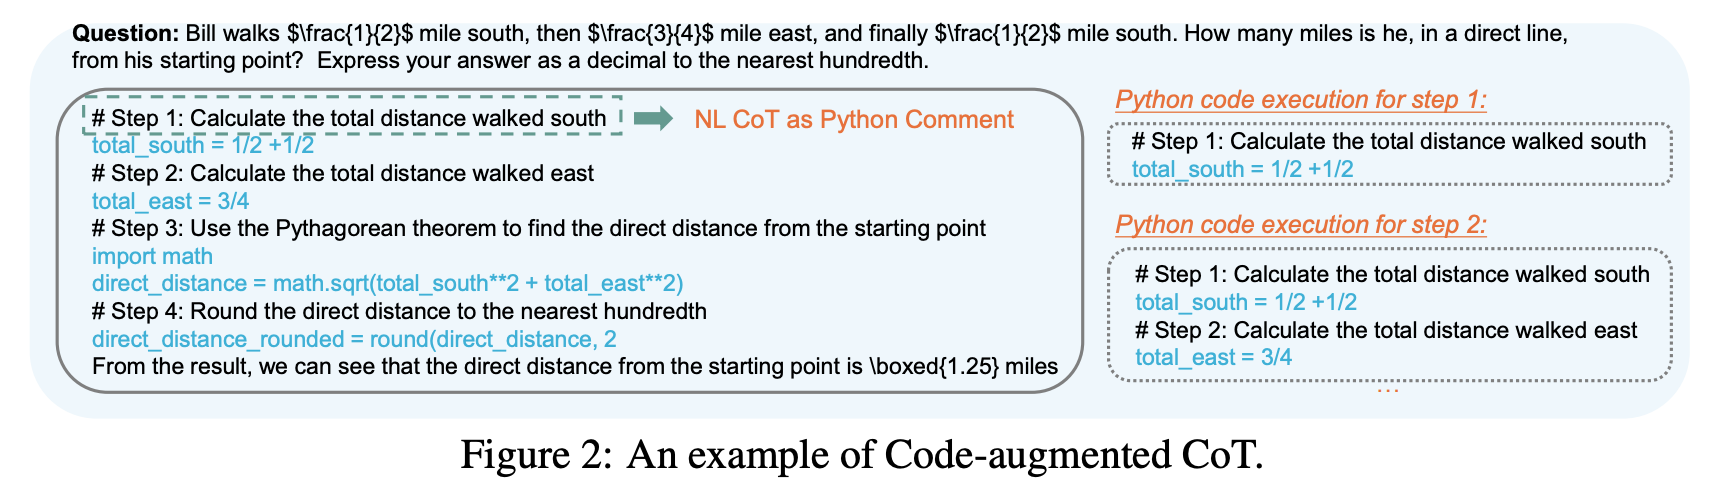 Question: Bill walks $\frac{1}{2}$ mile south, then $\frac{3}{4}$ mile east, and finally $\frac{1}{2}$ mile south. How many miles is he, in a direct line,
from his starting point?  Express your answer as a decimal to the nearest hundredth.
# Step 1: Calculate the total distance walked south
NL CoT as Python Comment
total_south = 1/2 +1/2
# Step 2: Calculate the total distance walked east
total_east = 3/4
# Step 3: Use the Pythagorean theorem to find the direct distance from the starting point
import math
direct_distance = math.sqrt(total_south**2 + total_east**2)
# Step 4: Round the direct distance to the nearest hundredth
direct_distance_rounded = round(direct_distance, 2
From the result, we can see that the direct distance from the starting point is \boxed{1.25} miles
Python code execution for step 1:
# Step 1: Calculate the total distance walked south
total_south = 1/2 +1/2
Python code execution for step 2:
# Step 1: Calculate the total distance walked south
total_south = 1/2 +1/2
# Step 2: Calculate the total distance walked east
total_east = 3/4
...
Figure 2: An example of Code-augmented CoT.